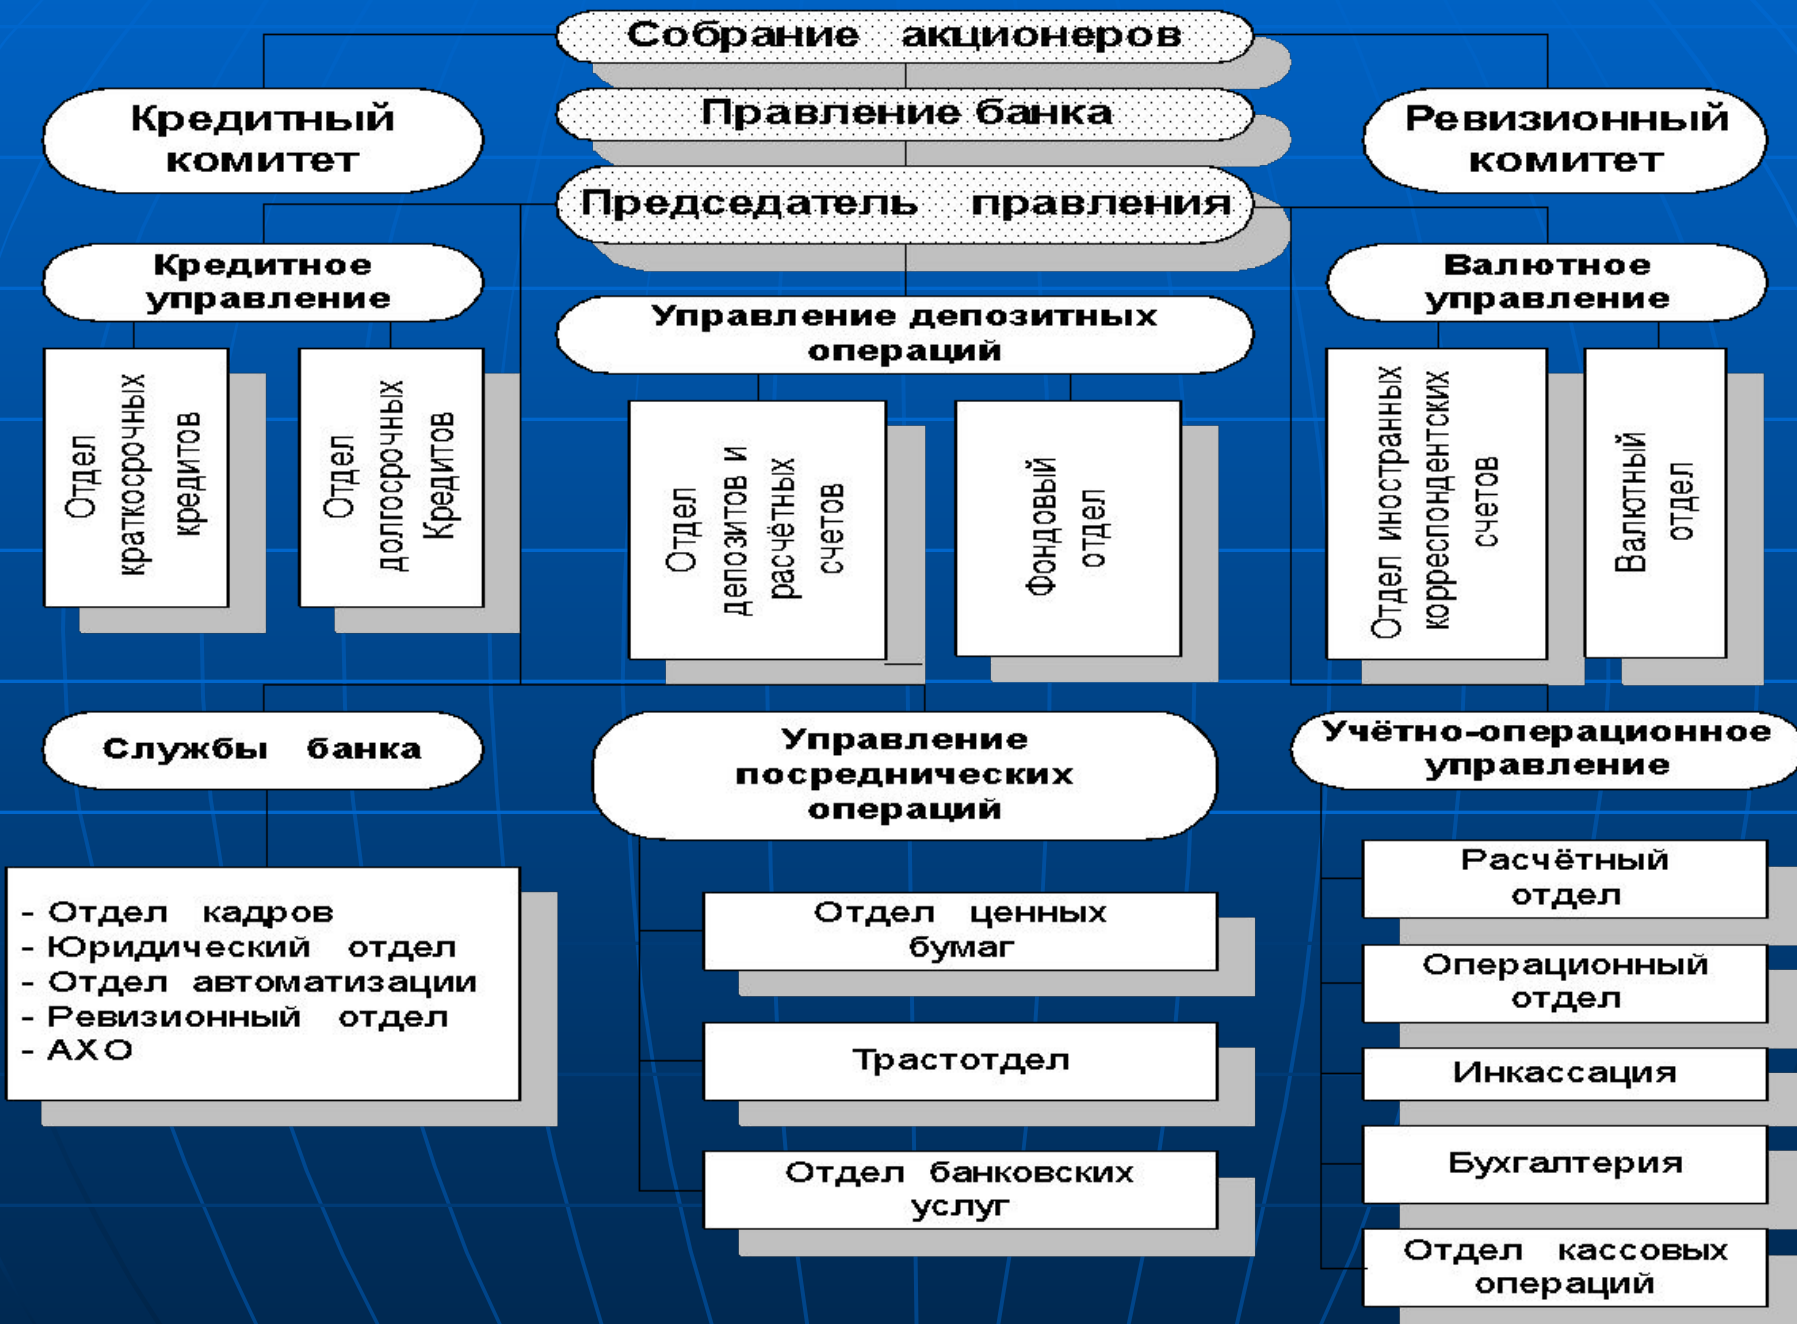 Собрание акционеров
Кредитный
комитет
Правление банка
Ревизионный
комитет
Председатель правления
Кредитное
управление
Управление депозитных
операций
Валютное
управление
Отдел
краткосрочных
кредитов
Отдел
долгосрочных
Кредитов
Отдел
депозитов и
расчётных
счетов
Фондовый
отдел
Отдел иностранных
корреспондентских
счетов
Валютный
отдел
Службы банка
Управление
посреднических
операций
Учётно-операционное
управление
- Отдел кадров
- Юридический отдел
- Отдел автоматизации
- Ревизионный отдел
- АХО
Отдел ценных
бумаг
Трастотдел
Отдел банковских
услуг
Расчётный
отдел
Операционный
отдел
Инкассация
Бухгалтерия
Отдел кассовых
операций